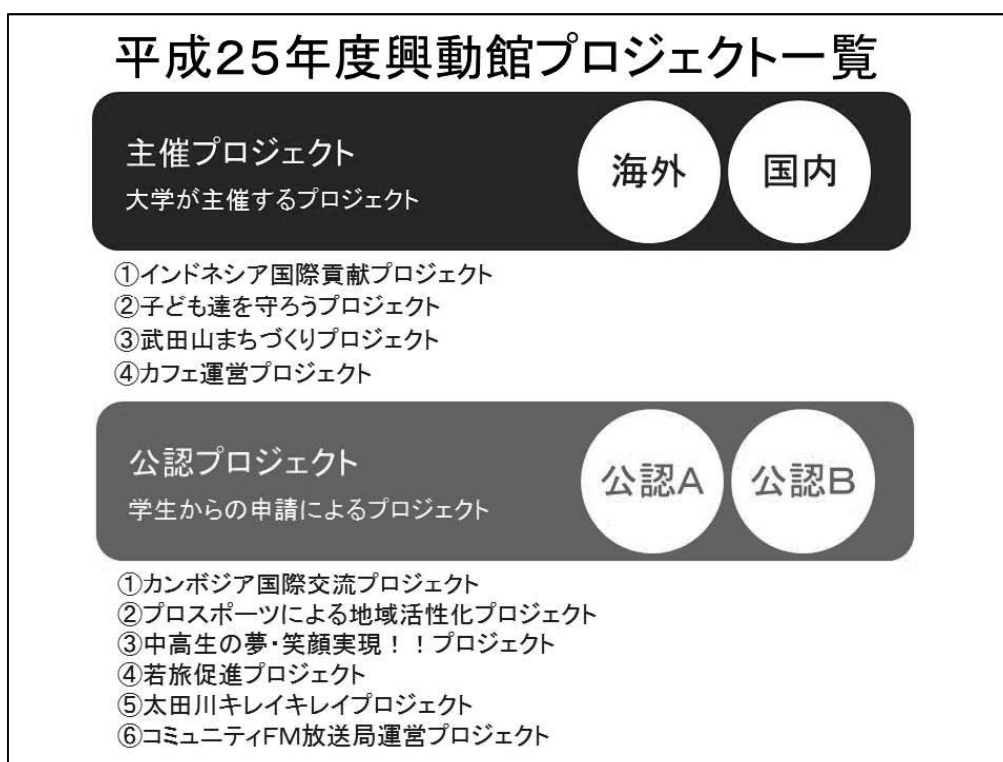 平成25年度興動館プロジェクト一覧
主催プロジェクト
大学が主催するプロジェクト
海外
国内
①インドネシア国際貢献プロジェクト
②子ども達を守ろうプロジェクト
③武田山まちづくりプロジェクト
④カフェ運営プロジェクト
公認プロジェクト
学生からの申請によるプロジェクト
公認A
公認B
①カンボジア国際交流プロジェクト
②プロスポーツによる地域活性化プロジェクト
③中高生の夢・笑顔実現！！プロジェクト
④若旅促進プロジェクト
⑤太田川キレイキレイプロジェクト
⑥コミュニティFM放送局運営プロジェクト